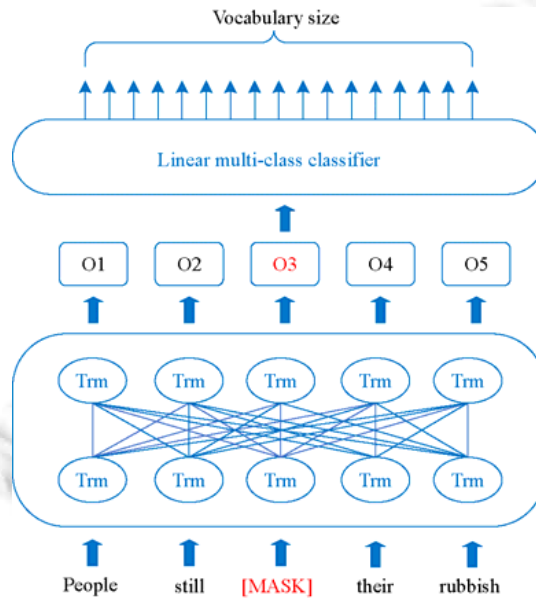 Vocabulary size
Linear multi-class classifier
O1 O2 O3 O4 O5
Trm Trm Trm Trm Trm
Trm Trm Trm Trm Trm
People still [MASK] their rubbish